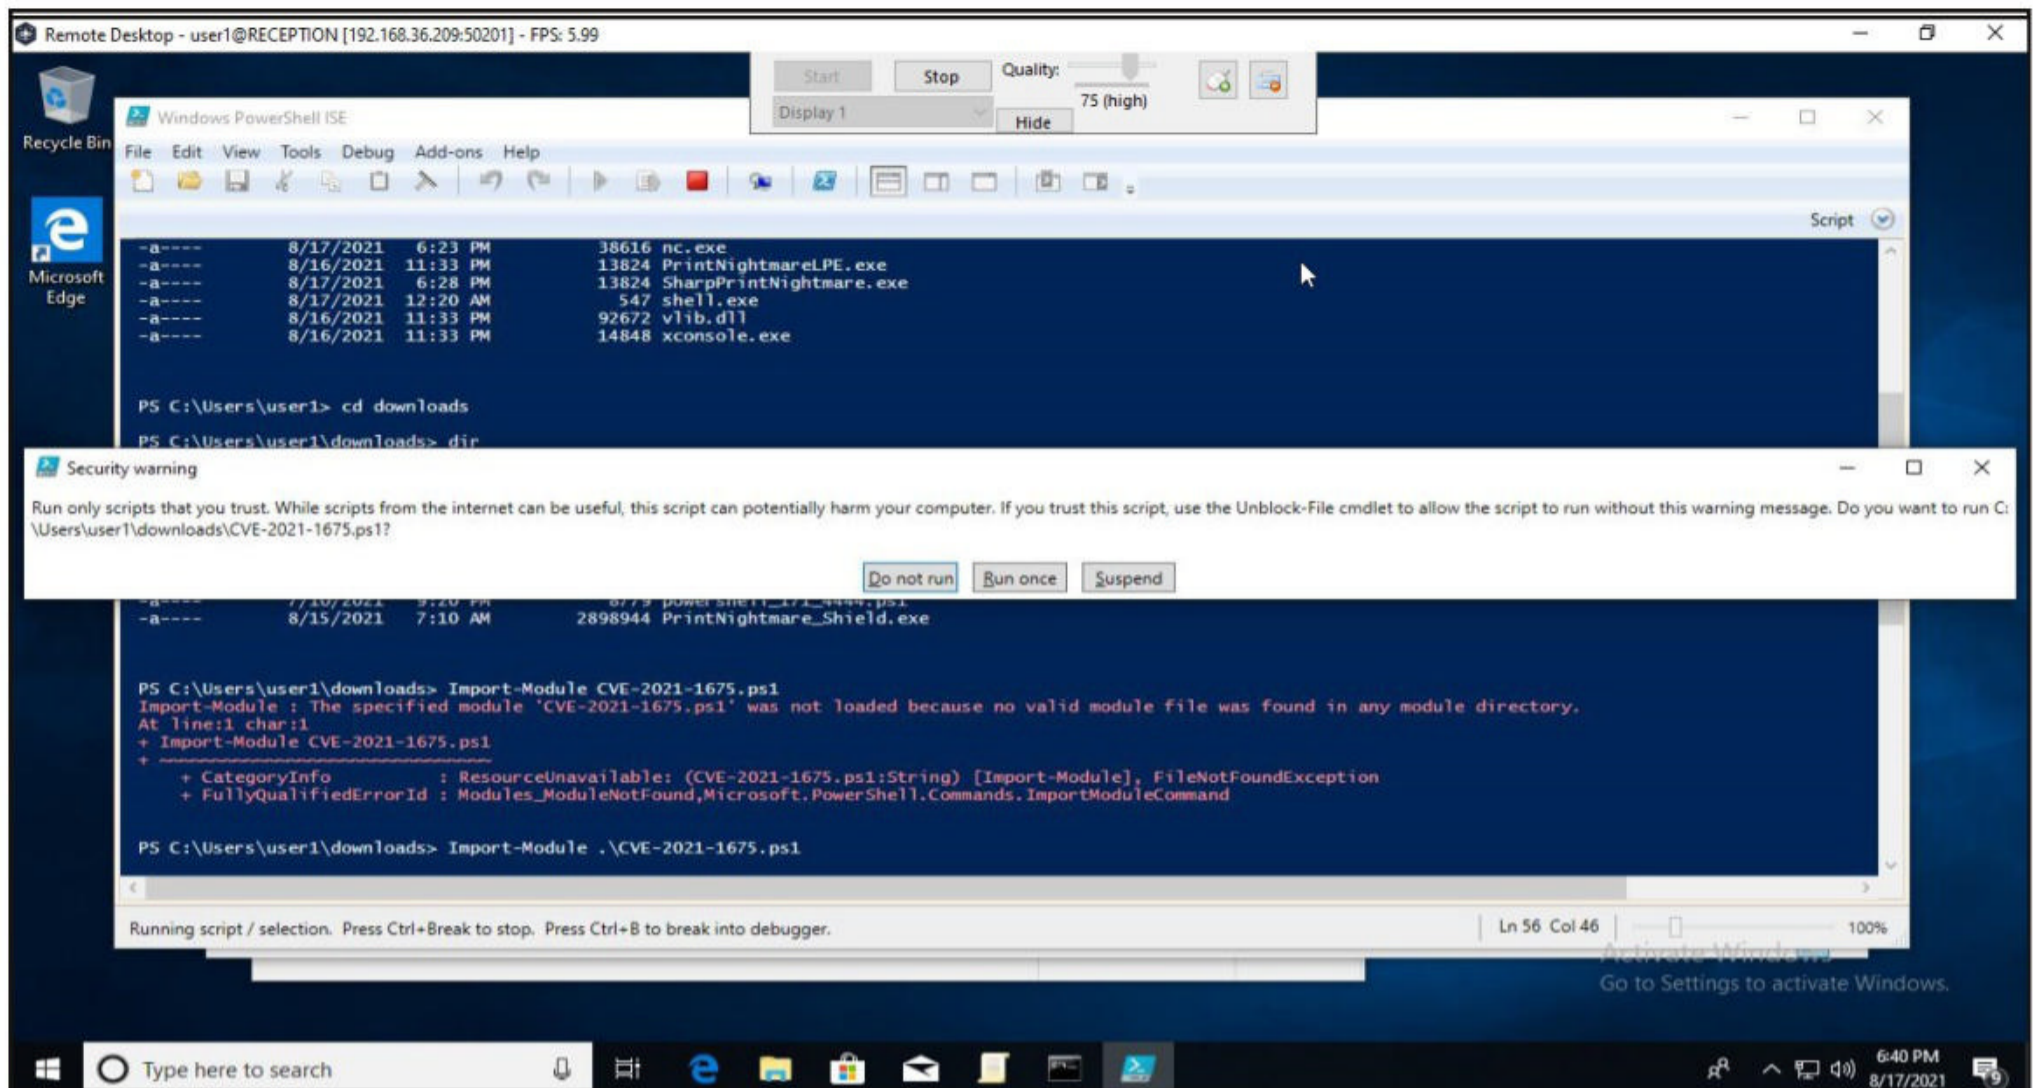 Remote Desktop - user1@RECEPTION [192.168.36.209:50201] - FPS: 5.99
Start
Stop
Quality:
75 (high)
Display 1
Hide
Recycle Bin
Microsoft
Edge
Windows PowerShell ISE
File Edit View Tools Debug Add-ons Help
Script
-a---- 8/17/2021 6:23 PM 38616 nc.exe
-a---- 8/16/2021 11:33 PM 13824 PrintNightmareLPE.exe
-a---- 8/17/2021 6:28 PM 13824 SharpPrintNightmare.exe
-a---- 8/17/2021 12:20 AM 547 shell.exe
-a---- 8/16/2021 11:33 PM 92672 vlib.dll
-a---- 8/16/2021 11:33 PM 14848 xconsole.exe
PS C:\Users\user1> cd downloads
PS C:\Users\user1\downloads> dir
Security warning
Run only scripts that you trust. While scripts from the internet can be useful, this script can potentially harm your computer. If you trust this script, use the Unblock-File cmdlet to allow the script to run without this warning message. Do you want to run C:
\Users\user1\downloads\CVE-2021-1675.ps1?
Do not run
Run once
Suspend
-a---- 7/10/2021 9:20 PM 8779 powershell_171_4444.ps1
-a---- 8/15/2021 7:10 AM 2898944 PrintNightmare_Shield.exe
PS C:\Users\user1\downloads> Import-Module CVE-2021-1675.ps1
Import-Module : The specified module 'CVE-2021-1675.ps1' was not loaded because no valid module file was found in any module directory.
At line:1 char:1
+ Import-Module CVE-2021-1675.ps1
+ ~~~~~~~~~~~~~~~~~~~~~~~~~~~~~~~
+ CategoryInfo : ResourceUnavailable: (CVE-2021-1675.ps1:String) [Import-Module], FileNotFoundException
+ FullyQualifiedErrorId : Modules_ModuleNotFound,Microsoft.PowerShell.Commands.ImportModuleCommand
PS C:\Users\user1\downloads> Import-Module .\CVE-2021-1675.ps1
Running script / selection. Press Ctrl+Break to stop. Press Ctrl+B to break into debugger.
Ln 56 Col 46
100%
Activate Windows
Go to Settings to activate Windows.
Type here to search
6:40 PM
8/17/2021